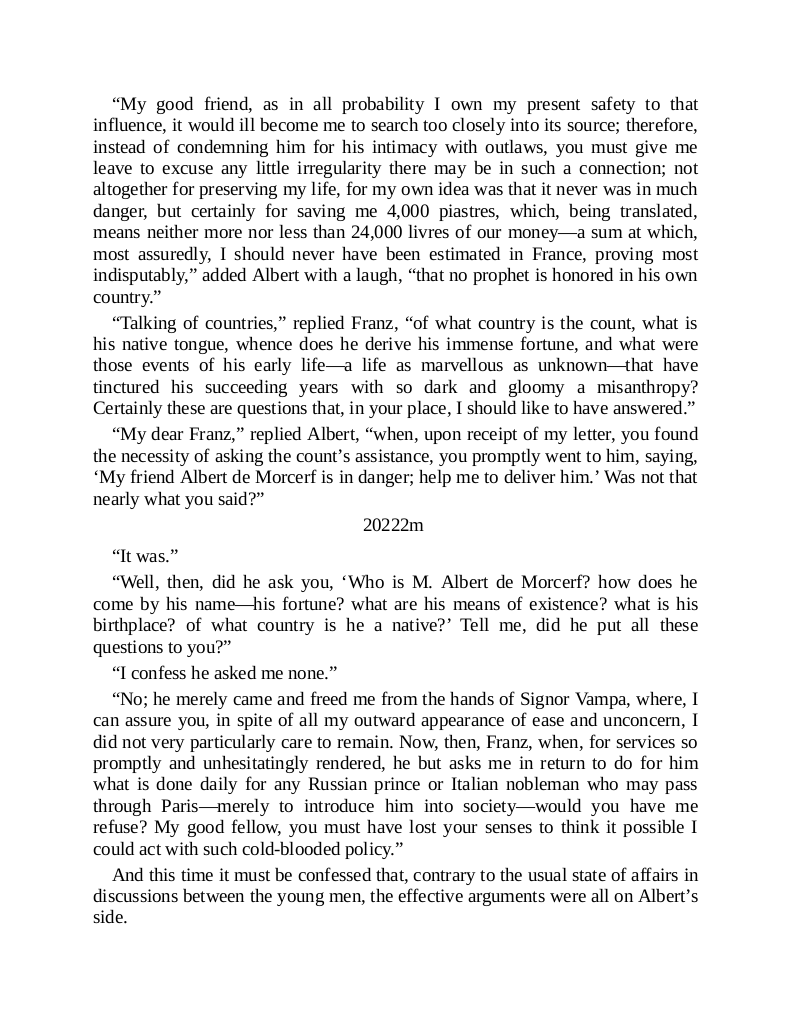 “My good friend, as in all probability I own my present safety to that
influence, it would ill become me to search too closely into its source; therefore,
instead of condemning him for his intimacy with outlaws, you must give me
leave to excuse any little irregularity there may be in such a connection; not
altogether for preserving my life, for my own idea was that it never was in much
danger, but certainly for saving me 4,000 piastres, which, being translated,
means neither more nor less than 24,000 livres of our money—a sum at which,
most assuredly, I should never have been estimated in France, proving most
indisputably,” added Albert with a laugh, “that no prophet is honored in his own
country.”
“Talking of countries,” replied Franz, “of what country is the count, what is
his native tongue, whence does he derive his immense fortune, and what were
those events of his early life—a life as marvellous as unknown—that have
tinctured his succeeding years with so dark and gloomy a misanthropy?
Certainly these are questions that, in your place, I should like to have answered.”
“My dear Franz,” replied Albert, “when, upon receipt of my letter, you found
the necessity of asking the count’s assistance, you promptly went to him, saying,
‘My friend Albert de Morcerf is in danger; help me to deliver him.’ Was not that
nearly what you said?”
20222m
“It was.”
“Well, then, did he ask you, ‘Who is M. Albert de Morcerf? how does he
come by his name—his fortune? what are his means of existence? what is his
birthplace? of what country is he a native?’ Tell me, did he put all these
questions to you?”
“I confess he asked me none.”
“No; he merely came and freed me from the hands of Signor Vampa, where, I
can assure you, in spite of all my outward appearance of ease and unconcern, I
did not very particularly care to remain. Now, then, Franz, when, for services so
promptly and unhesitatingly rendered, he but asks me in return to do for him
what is done daily for any Russian prince or Italian nobleman who may pass
through Paris—merely to introduce him into society—would you have me
refuse? My good fellow, you must have lost your senses to think it possible I
could act with such cold-blooded policy.”
And this time it must be confessed that, contrary to the usual state of affairs in
discussions between the young men, the effective arguments were all on Albert’s
side.